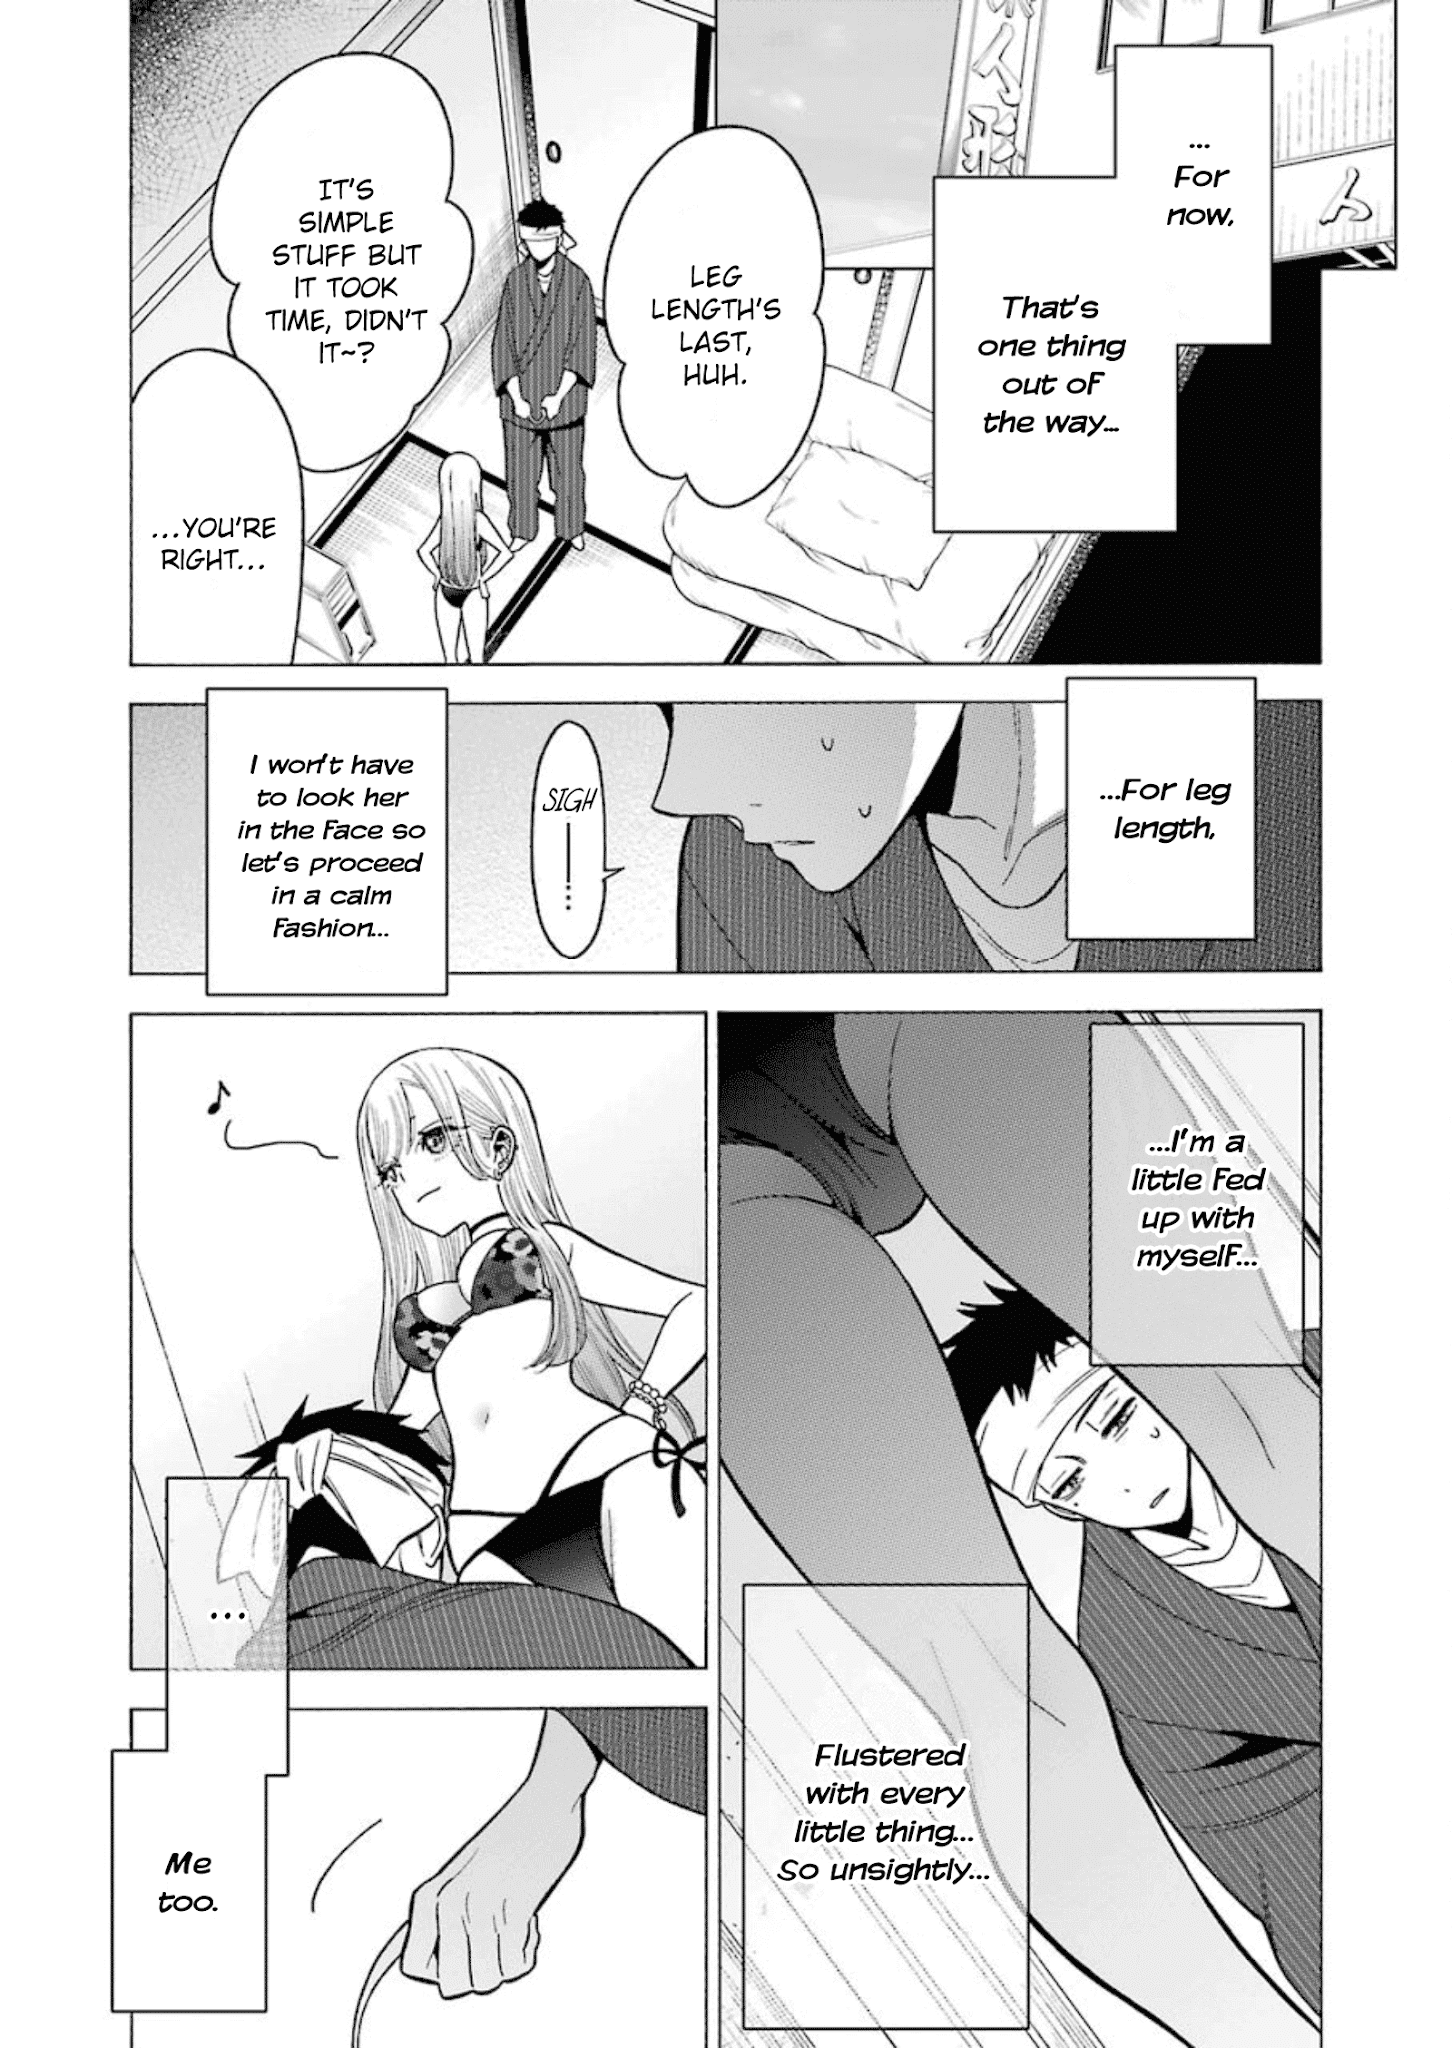 ...
For
now,
That's
one thing
out of
the way...
人形
人
LEG
LENGTH'S
LAST,
HUH.
IT'S
SIMPLE
STUFF BUT
IT TOOK
TIME, DIDN'T
IT~?
...YOU'RE
RIGHT...
...For leg
length,
SIGH
I won't have
to look her
in the face so
let's proceed
in a calm
fashion...
...I'm a
little fed
up with
myself...
Flustered
with every
little thing...
So unsightly...
...
Me
too.